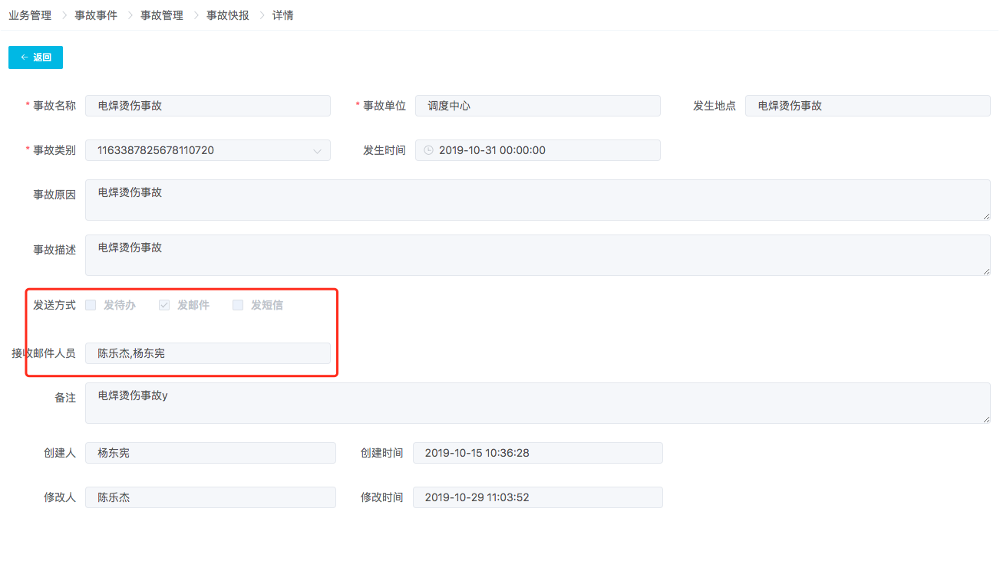 业务管理 > 事故事件 > 事故管理 > 事故快报 > 详情
← 返回
* 事故名称 电焊烫伤事故 * 事故单位 调度中心 发生地点 电焊烫伤事故
* 事故类别 1163387825678110720 发生时间 2019-10-31 00:00:00
事故原因 电焊烫伤事故
事故描述 电焊烫伤事故
发送方式 发待办 发邮件 发短信
接收邮件人员 陈乐杰,杨东宪
备注 电焊烫伤事故y
创建人 杨东宪 创建时间 2019-10-15 10:36:28
修改人 陈乐杰 修改时间 2019-10-29 11:03:52